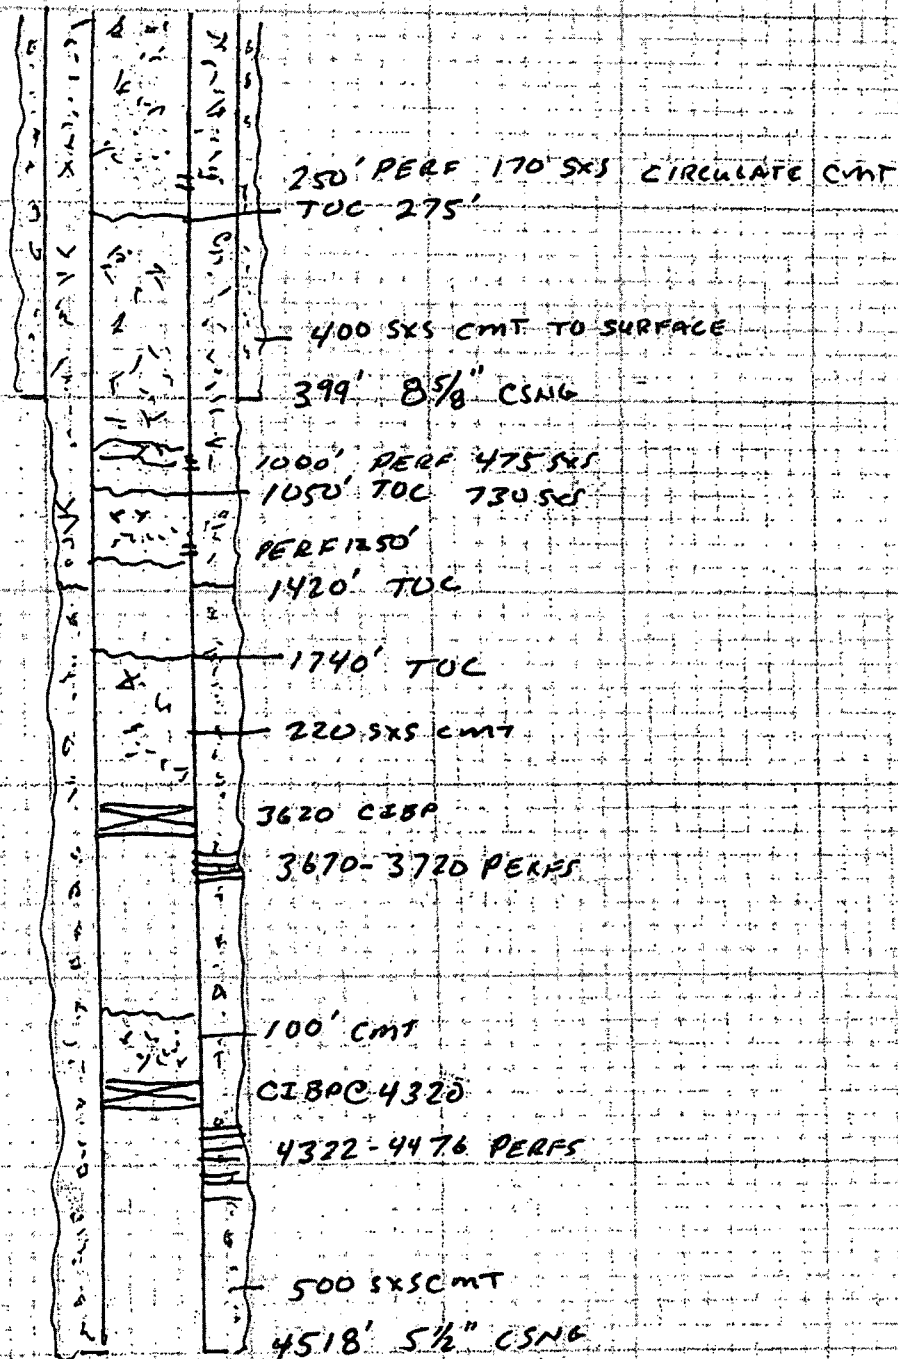 250' PERF 170 SXS CIRCULATE CMT
TOC 275'
400 SXS CMT TO SURFACE
399' 8 5/8" CSNG
1000' PERF 475 SXS
1050' TOC 730 SXS
PERF 1250'
1420' TOC
1740' TOC
220 SXS CMT
3620 CIBP
3670-3720 PERFS
100' CMT
CIBP@4320
4322-4476 PERFS
500 SXS CMT
4518' 5 1/2" CSNG